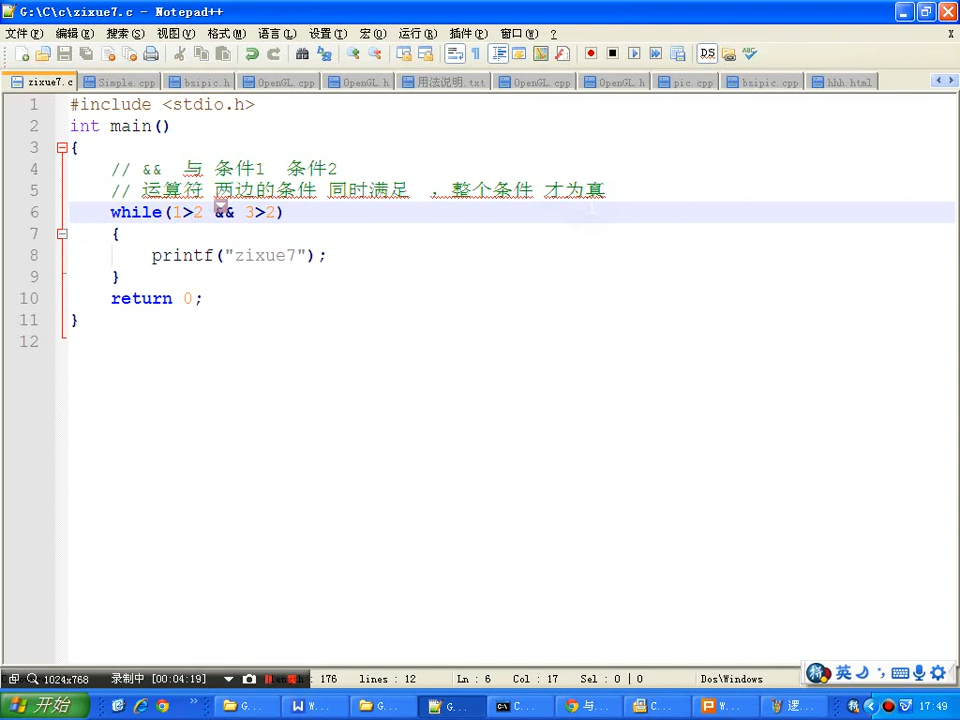 G:\C\c\zixue7.c - Notepad++
文件(F) 编辑(E) 搜索(S) 视图(V) 格式(M) 语言(L) 设置(T) 宏(O) 运行(R) 插件(P) 窗口(W) ? X
zixue7.c Simple.cpp bsipic.h OpenGL.cpp OpenGL.h 用法说明.txt OpenGL.cpp OpenGL.h pic.cpp bsipic.cpp hhh.html
1 #include <stdio.h>
2 int main()
3 {
4 // && 与 条件1 条件2
5 // 运算符 两边的条件 同时满足 ，整个条件 才为真
6 while(1>2 && 3>2)
7 {
8 printf("zixue7");
9 }
10 return 0;
11 }
12
1024x768 录制中 [00:04:19] 176 lines : 12 Ln : 6 Col : 17 Sel : 0 | 0 Dos\Windows 英
开始 G... W... G... G... C... 与... C... W... 逻... 17:49